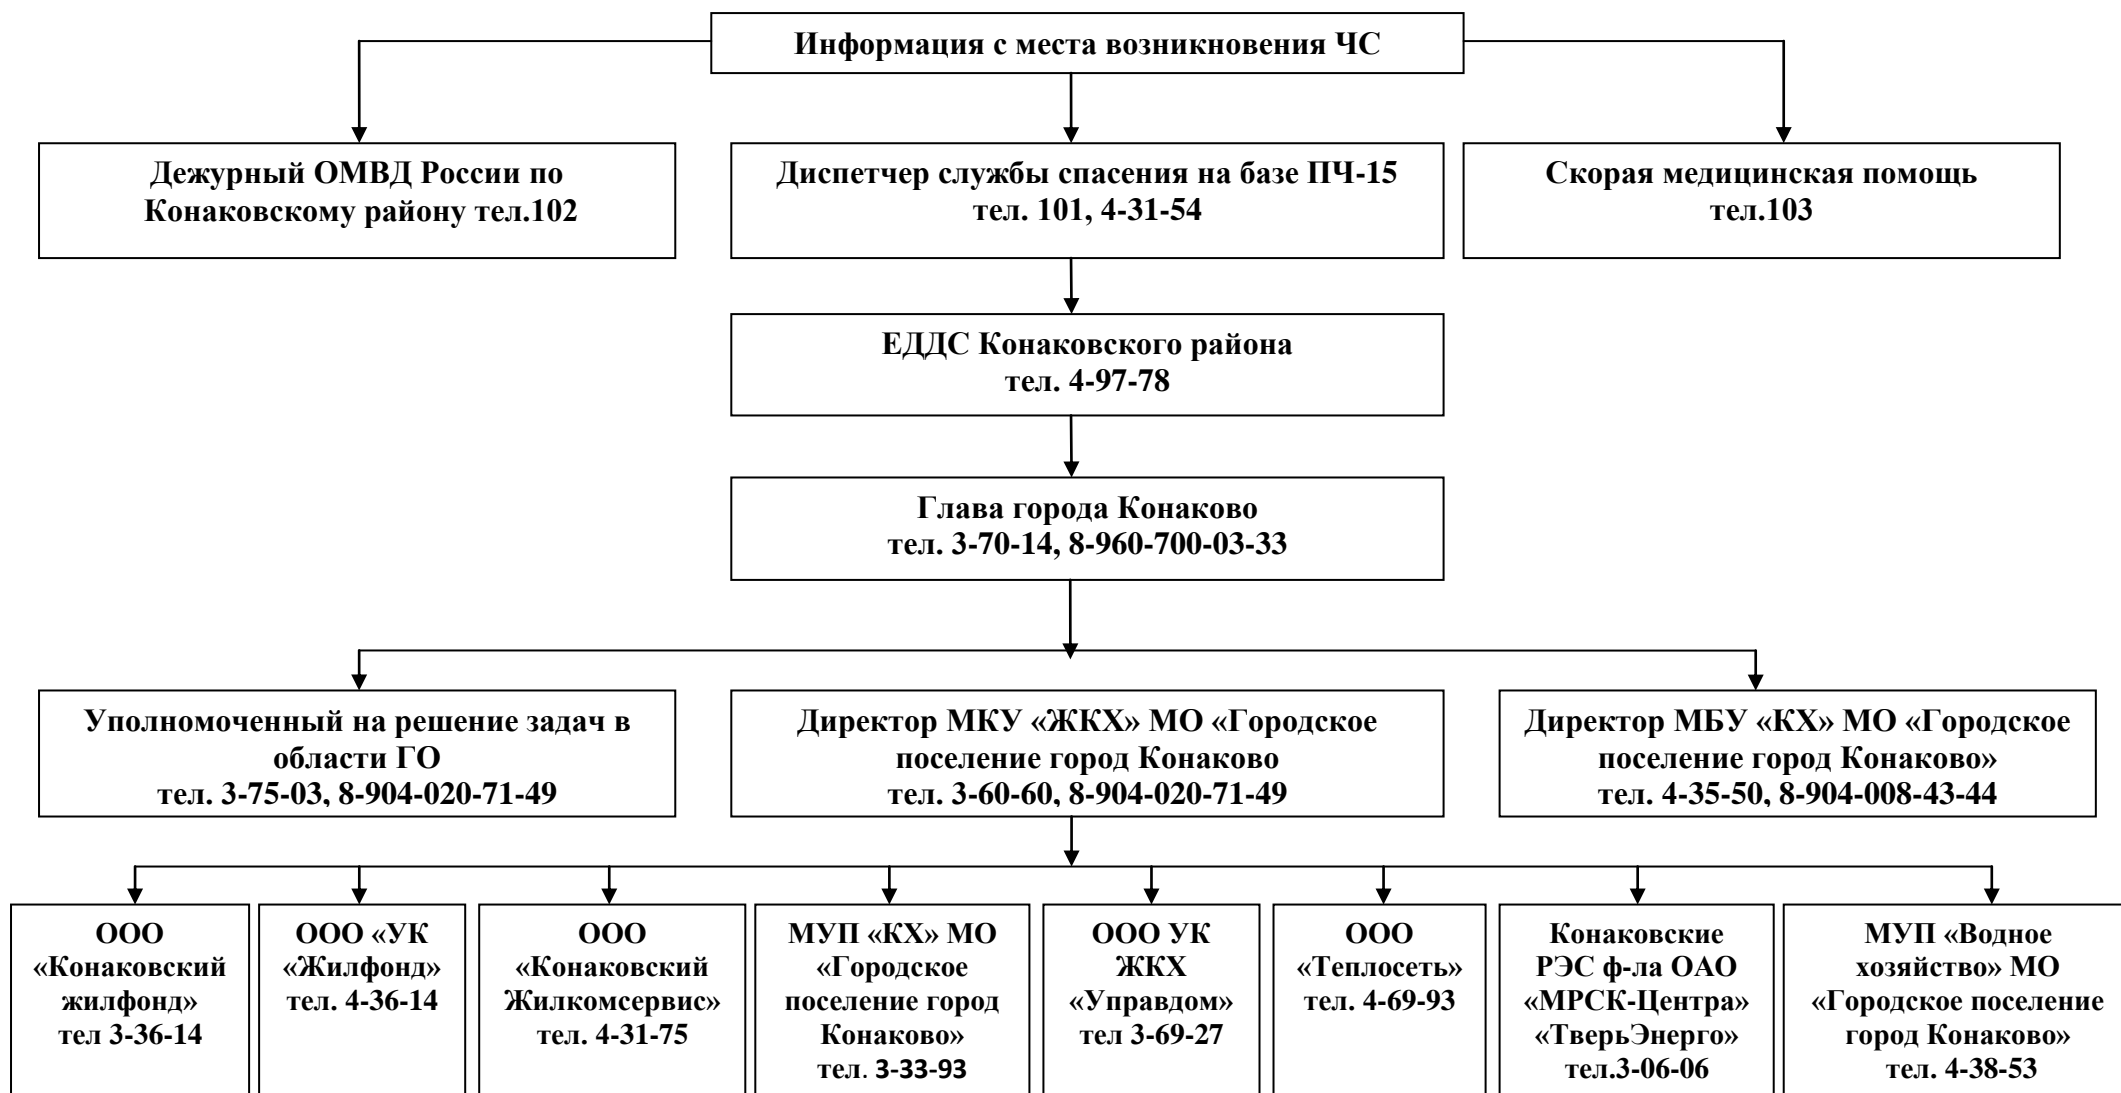 Информация с места возникновения ЧС
Дежурный ОМВД России по
Конаковскому району тел.102
Диспетчер службы спасения на базе ПЧ-15
тел. 101, 4-31-54
Скорая медицинская помощь
тел.103
ЕДДС Конаковского района
тел. 4-97-78
Глава города Конаково
тел. 3-70-14, 8-960-700-03-33
Уполномоченный на решение задач в
области ГО
тел. 3-75-03, 8-904-020-71-49
Директор МКУ «ЖКХ» МО «Городское
поселение город Конаково
тел. 3-60-60, 8-904-020-71-49
Директор МБУ «КХ» МО «Городское
поселение город Конаково»
тел. 4-35-50, 8-904-008-43-44
ООО
«Конаковский
жилфонд»
тел 3-36-14
ООО «УК
«Жилфонд»
тел. 4-36-14
ООО
«Конаковский
Жилкомсервис»
тел. 4-31-75
МУП «КХ» МО
«Городское
поселение город
Конаково»
тел. 3-33-93
ООО УК
ЖКХ
«Управдом»
тел 3-69-27
ООО
«Теплосеть»
тел. 4-69-93
Конаковские
РЭС ф-ла ОАО
«МРСК-Центра»
«ТверьЭнерго»
тел.3-06-06
МУП «Водное
хозяйство» МО
«Городское поселение
город Конаково»
тел. 4-38-53